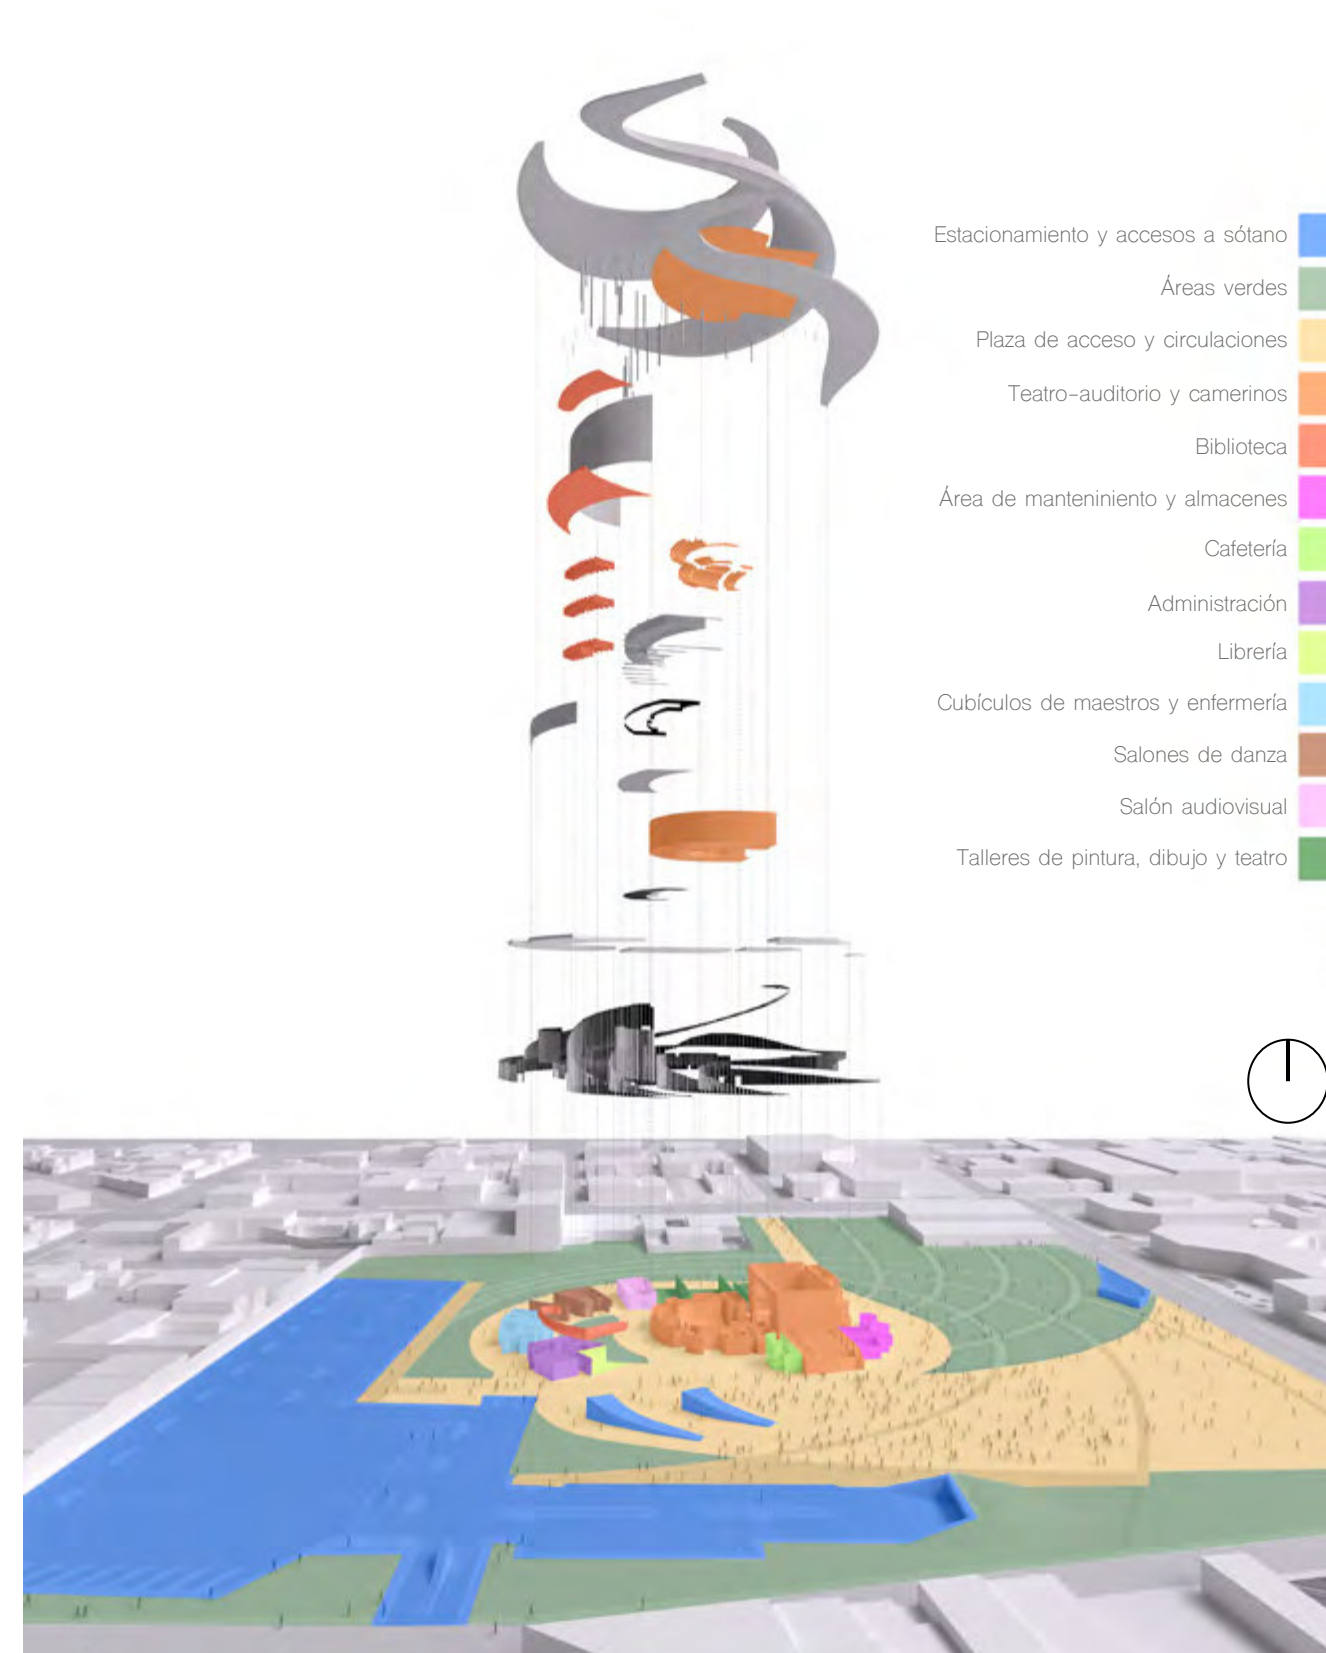 Estacionamiento y accesos a sótano
Áreas verdes
Plaza de acceso y circulaciones
Teatro-auditorio y camerinos
Biblioteca
Área de manteniniento y almacenes
Cafetería
Administración
Librería
Cubículos de maestros y enfermería
Salones de danza
Salón audiovisual
Talleres de pintura, dibujo y teatro